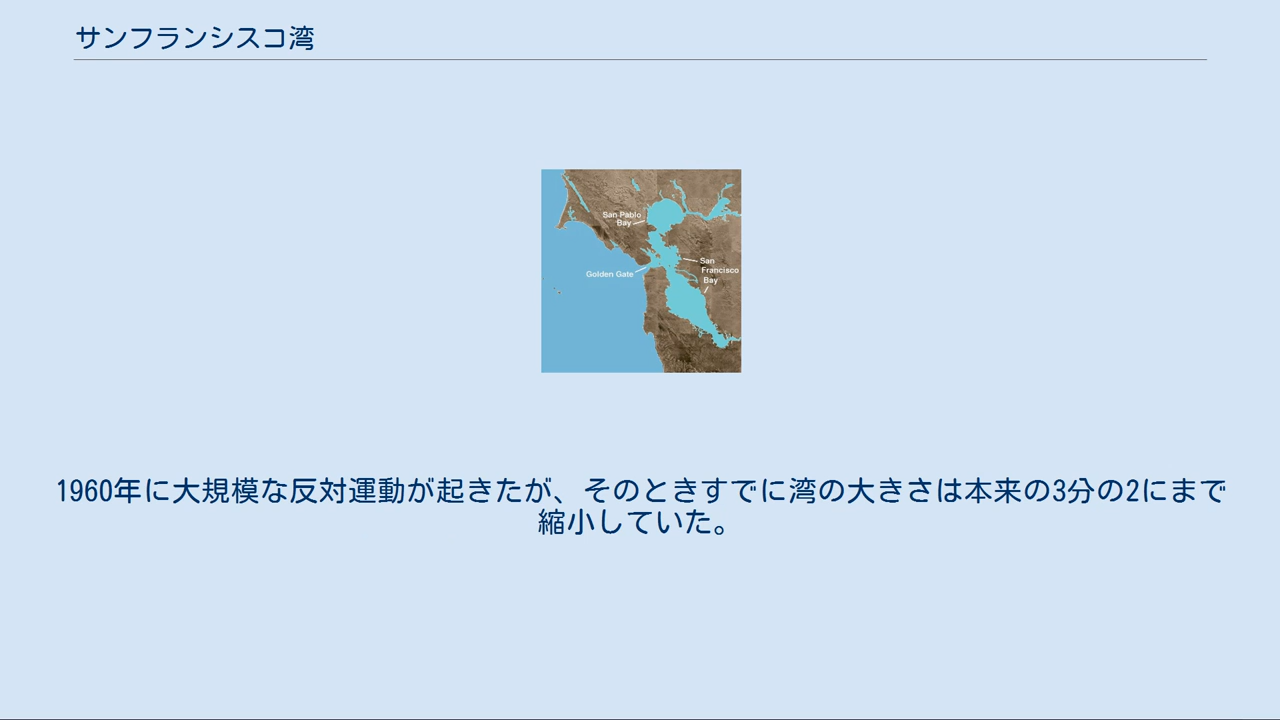 サンフランシスコ湾
San Pablo
Bay
Golden Gate
San
Francisco
Bay
1960年に大規模な反対運動が起きたが、そのときすでに湾の大きさは本来の3分の2にまで
縮小していた。